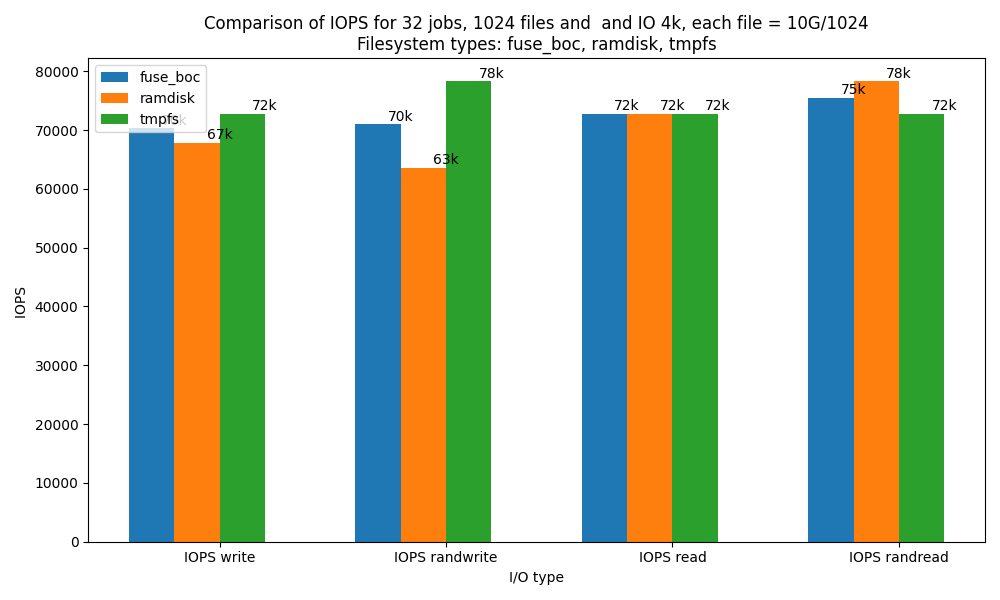 Comparison of IOPS for 32 jobs, 1024 files and  and IO 4k, each file = 10G/1024
Filesystem types: fuse_boc, ramdisk, tmpfs
fuse_boc
ramdisk
tmpfs
80000
70000
60000
50000
40000
30000
20000
10000
0
IOPS
67k
72k
70k
63k
78k
72k
72k
72k
75k
78k
72k
IOPS write
IOPS randwrite
IOPS read
IOPS randread
I/O type